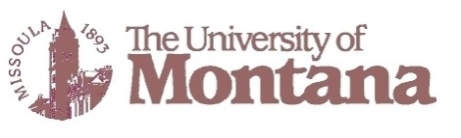 MISSOULA 1893
The University of
Montana